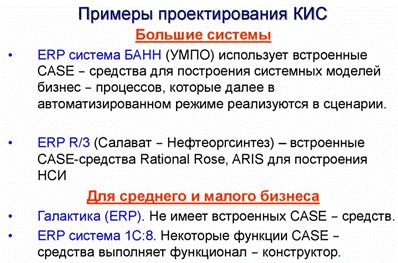 Примеры проектирования КИС
Большие системы
• ERP система БАНН (УМПО) использует встроенные
CASE – средства для построения системных моделей
бизнес – процессов, которые далее в
автоматизированном режиме реализуются в сценарии.
• ERP R/3 (Салават – Нефтеоргсинтез) – встроенные
CASE-средства Rational Rose, ARIS для построения
НСИ
Для среднего и малого бизнеса
• Галактика (ERP). Не имеет встроенных CASE – средств.
• ERP система 1С:8. Некоторые функции CASE –
средства выполняет функционал – конструктор.